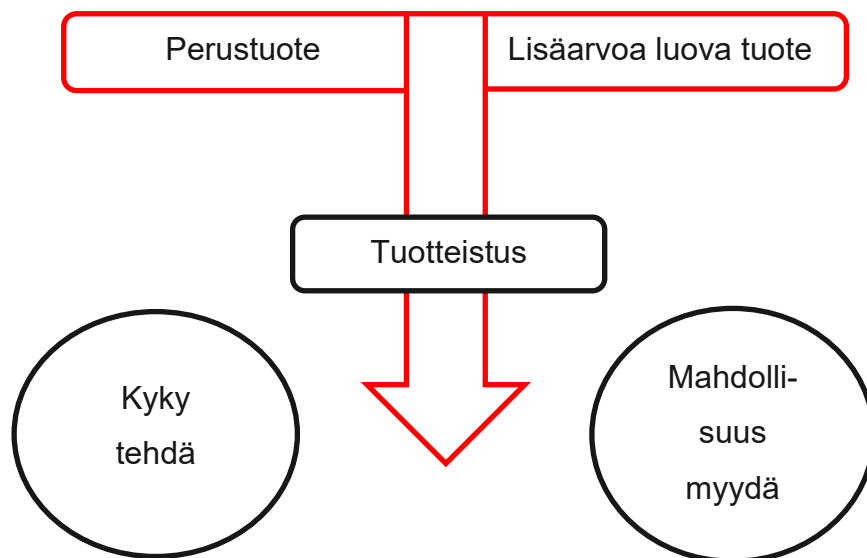 Perustuote
Lisäarvoa luova tuote
Tuotteistus
Kyky
tehdä
Mahdolli-
suus
myydä